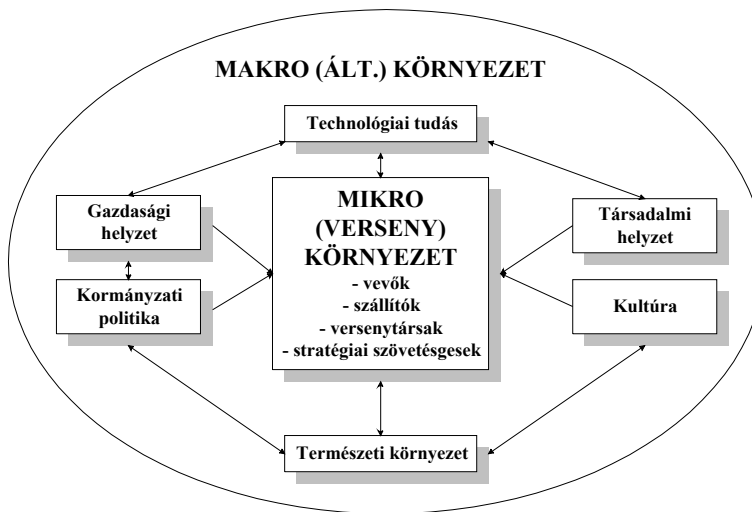 MAKRO (ÁLT.) KÖRNYEZET
Technológiai tudás
Gazdasági
helyzet
Kormányzati
politika
MIKRO
(VERSENY)
KÖRNYEZET
- vevők
- szállítók
- versenytársak
- stratégiai szövetésgesek
Társadalmi
helyzet
Kultúra
Természeti környezet